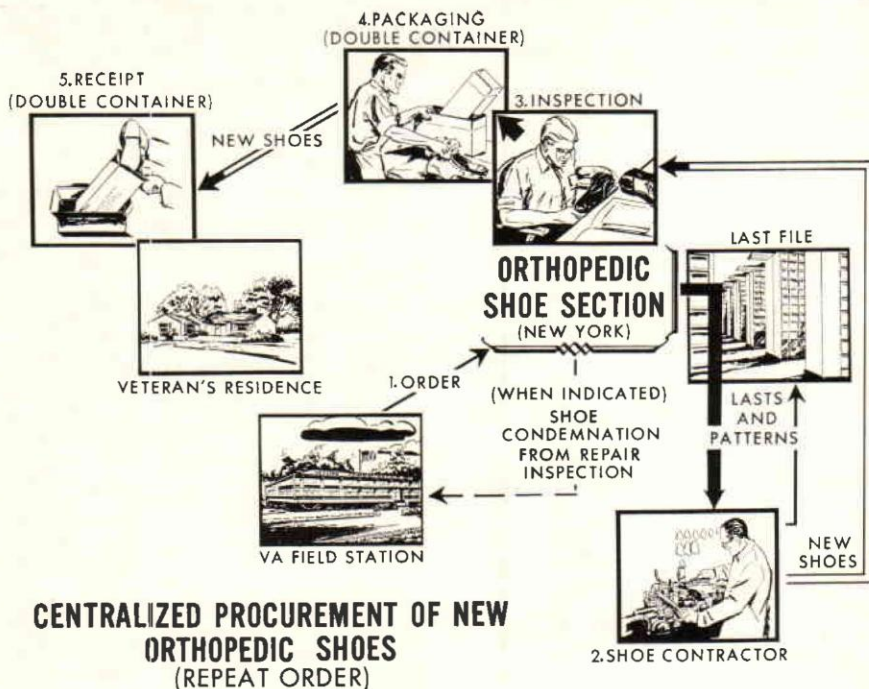 4.PACKAGING
(DOUBLE CONTAINER)
5.RECEIPT
(DOUBLE CONTAINER)
3.INSPECTION
NEW SHOES
LAST FILE
ORTHOPEDIC
SHOE SECTION
(NEW YORK)
VETERAN'S RESIDENCE
1.ORDER
(WHEN INDICATED)
SHOE
CONDEMNATION
FROM REPAIR
INSPECTION
LASTS
AND
PATTERNS
VA FIELD STATION
NEW
SHOES
2.SHOE CONTRACTOR
CENTRALIZED PROCUREMENT OF NEW
ORTHOPEDIC SHOES
(REPEAT ORDER)